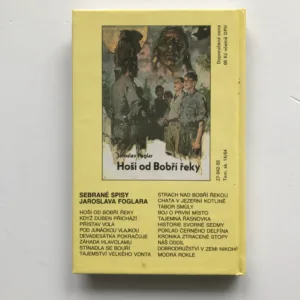 Jaroslav Foglar
Hoši od Bobří řeky
SEBRANÉ SPISY
JAROSLAVA FOGLARA
HOŠI OD BOBŘÍ ŘEKY
KDYŽ DUBEN PŘICHÁZÍ
PŘÍSTAV VOLÁ
POD JUNÁCKOU VLAJKOU
DEVADESÁTKA POKRAČUJE
ZÁHADA HLAVOLAMU
STÍNADLA SE BOUŘÍ
TAJEMSTVÍ VELKÉHO VONTA
STRACH NAD BOBŘÍ ŘEKOU
CHATA V JEZERNÍ KOTLINĚ
TÁBOR SMŮLY
BOJ O PRVNÍ MÍSTO
TAJEMNÁ ŘÁSNOVKA
HISTORIE SVORNÉ SEDMY
POKLAD ČERNÉHO DELFÍNA
KRONIKA ZTRACENÉ STOPY
NÁŠ ODDÍL
DOBRODRUŽSTVÍ V ZEMI NIKOHO
MODRÁ ROKLE
Doporučená cena